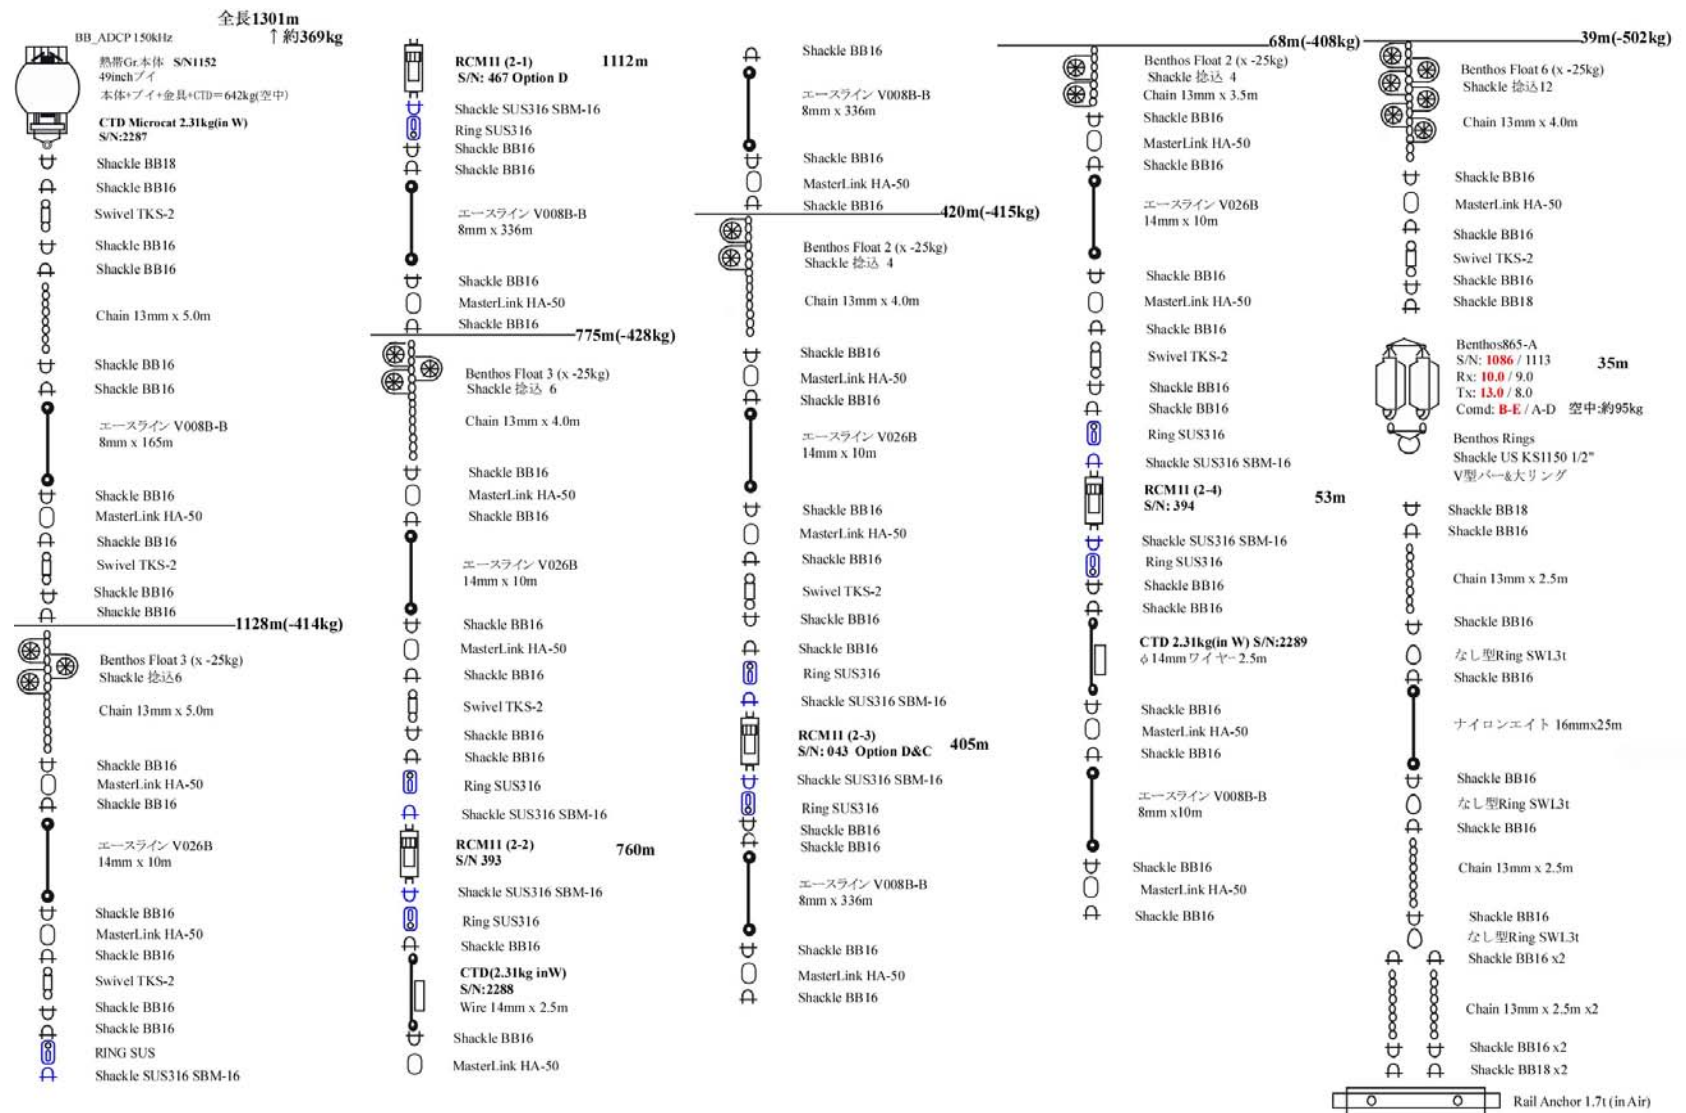 全長1301m
↑ 約369kg
BB_ADCP 150kHz
熱帯Gr.本体 S/N1152
49inchブイ
本体+ブイ+金具+CTD=642kg(空中)
CTD Microcat 2.31kg(in W)
S/N:2287
Shackle BB18
Shackle BB16
Swivel TKS-2
Shackle BB16
Shackle BB16
Chain 13mm x 5.0m
Shackle BB16
Shackle BB16
エースライン V008B-B
8mm x 165m
Shackle BB16
MasterLink HA-50
Shackle BB16
Swivel TKS-2
Shackle BB16
Shackle BB16
1128m(-414kg)
Benthos Float 3 (x -25kg)
Shackle 捻込6
Chain 13mm x 5.0m
Shackle BB16
MasterLink HA-50
Shackle BB16
エースライン V026B
14mm x 10m
Shackle BB16
MasterLink HA-50
Shackle BB16
Swivel TKS-2
Shackle BB16
Shackle BB16
RING SUS
Shackle SUS316 SBM-16
RCM11 (2-1) 1112m
S/N: 467 Option D
Shackle SUS316 SBM-16
Ring SUS316
Shackle BB16
Shackle BB16
エースライン V008B-B
8mm x 336m
Shackle BB16
MasterLink HA-50
Shackle BB16
775m(-428kg)
Benthos Float 3 (x -25kg)
Shackle 捻込 6
Chain 13mm x 4.0m
Shackle BB16
MasterLink HA-50
Shackle BB16
エースライン V026B
14mm x 10m
Shackle BB16
MasterLink HA-50
Shackle BB16
Swivel TKS-2
Shackle BB16
Shackle BB16
Ring SUS316
Shackle SUS316 SBM-16
RCM11 (2-2) 760m
S/N 393
Shackle SUS316 SBM-16
Ring SUS316
Shackle BB16
CTD(2.31kg inW)
S/N:2288
Wire 14mm x 2.5m
Shackle BB16
MasterLink HA-50
Shackle BB16
エースライン V008B-B
8mm x 336m
Shackle BB16
MasterLink HA-50
Shackle BB16
420m(-415kg)
Benthos Float 2 (x -25kg)
Shackle 捻込 4
Chain 13mm x 4.0m
Shackle BB16
MasterLink HA-50
Shackle BB16
エースライン V026B
14mm x 10m
Shackle BB16
MasterLink HA-50
Shackle BB16
Swivel TKS-2
Shackle BB16
Shackle BB16
Ring SUS316
Shackle SUS316 SBM-16
RCM11 (2-3)
S/N: 043 Option D&C 405m
Shackle SUS316 SBM-16
Ring SUS316
Shackle BB16
Shackle BB16
エースライン V008B-B
8mm x 336m
Shackle BB16
MasterLink HA-50
Shackle BB16
68m(-408kg)
Benthos Float 2 (x -25kg)
Shackle 捻込 4
Chain 13mm x 3.5m
Shackle BB16
MasterLink HA-50
Shackle BB16
エースライン V026B
14mm x 10m
Shackle BB16
MasterLink HA-50
Shackle BB16
Swivel TKS-2
Shackle BB16
Shackle BB16
Ring SUS316
Shackle SUS316 SBM-16
RCM11 (2-4) 53m
S/N: 394
Shackle SUS316 SBM-16
Ring SUS316
Shackle BB16
Shackle BB16
CTD 2.31kg(in W) S/N:2289
φ14mmワイヤー2.5m
Shackle BB16
MasterLink HA-50
Shackle BB16
エースライン V008B-B
8mm x10m
Shackle BB16
MasterLink HA-50
Shackle BB16
39m(-502kg)
Benthos Float 6 (x -25kg)
Shackle 捻込12
Chain 13mm x 4.0m
Shackle BB16
MasterLink HA-50
Shackle BB16
Swivel TKS-2
Shackle BB16
Shackle BB18
Benthos865-A
S/N: 1086 / 1113 35m
Rx: 10.0 / 9.0
Tx: 13.0 / 8.0
Comd: B-E / A-D 空中:約95kg
Benthos Rings
Shackle US KS1150 1/2"
V型バー&大リング
Shackle BB18
Shackle BB16
Chain 13mm x 2.5m
Shackle BB16
なし型Ring SWL3t
Shackle BB16
ナイロンエイト 16mmx25m
Shackle BB16
なし型Ring SWL3t
Shackle BB16
Chain 13mm x 2.5m
Shackle BB16
なし型Ring SWL3t
Shackle BB16 x2
Chain 13mm x 2.5m x2
Shackle BB16 x2
Shackle BB18 x2
Rail Anchor 1.7t (in Air)